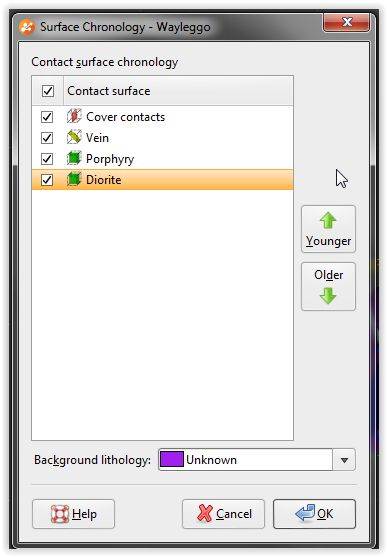 Surface Chronology - Wayleggo
Contact surface chronology
Contact surface
Cover contacts
Vein
Porphyry
Diorite
Younger
Older
Background lithology: Unknown
Help Cancel OK